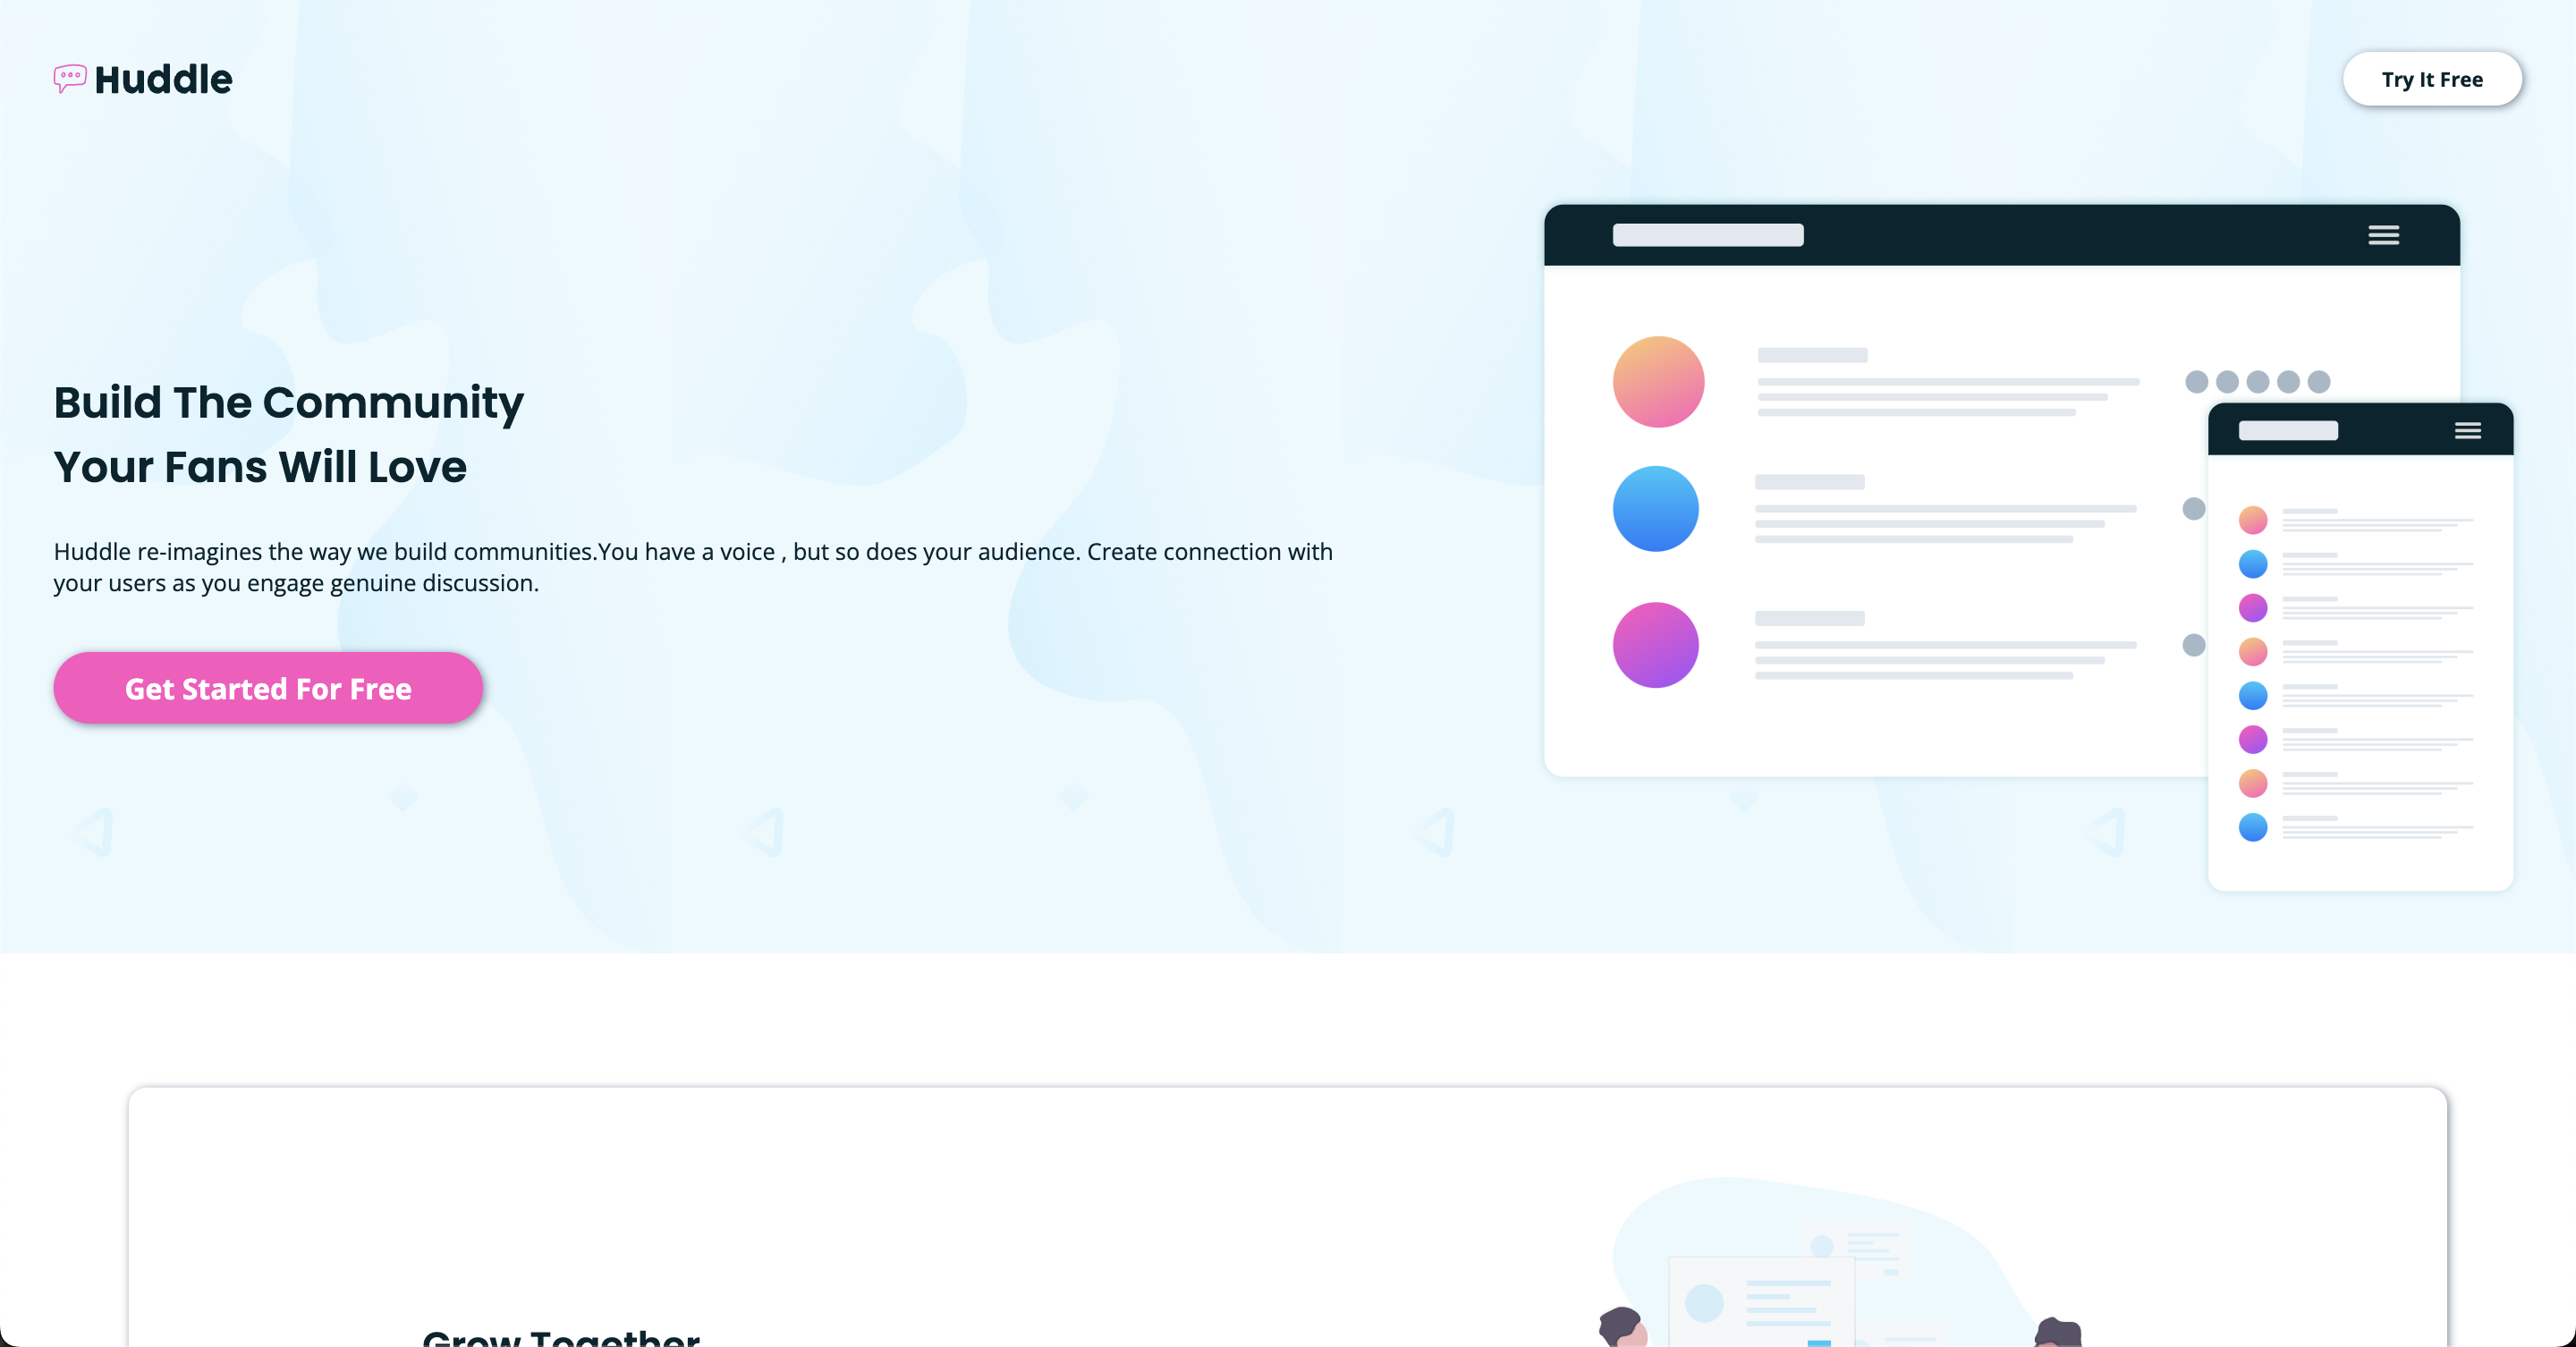 Huddle
Try It Free
Build The Community
Your Fans Will Love
Huddle re-imagines the way we build communities.You have a voice , but so does your audience. Create connection with
your users as you engage genuine discussion.
Get Started For Free
Grow Together